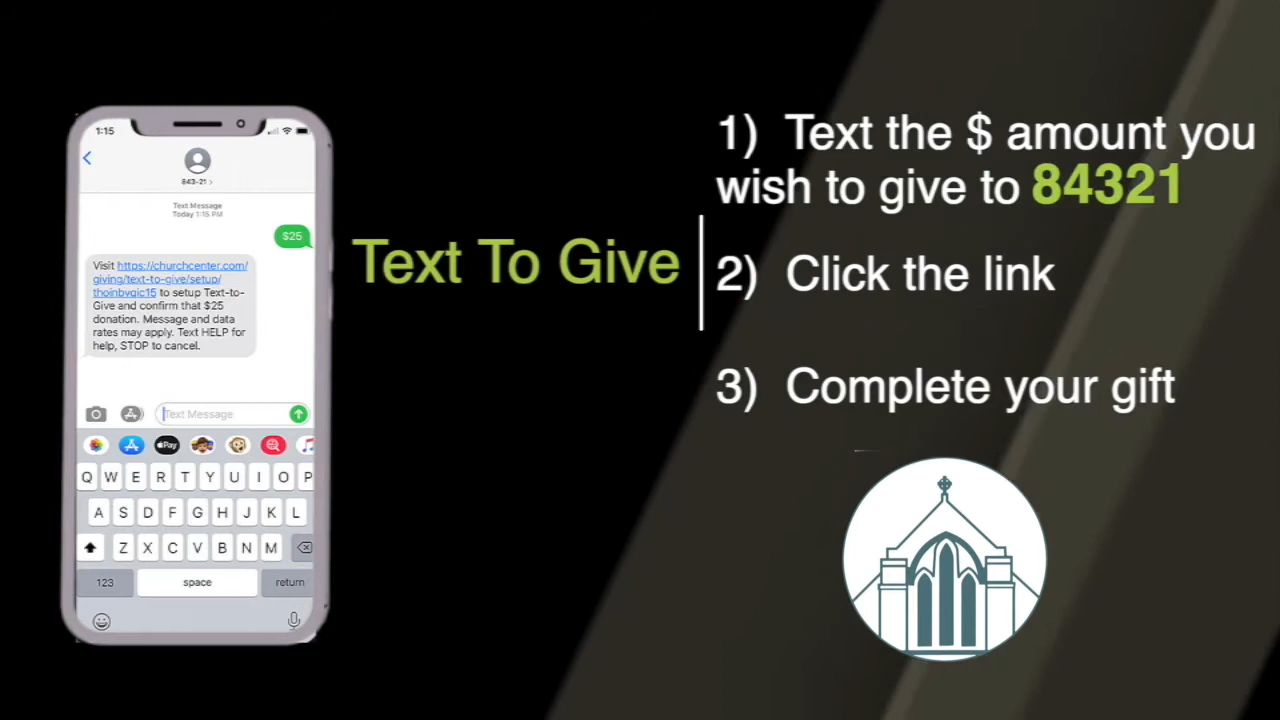 1:15
843-21 >
Text Message
Today 1:15 PM
$25
Visit https://churchcenter.com/
giving/text-to-give/setup/
thoinbvgic15 to setup Text-to-
Give and confirm that $25
donation. Message and data
rates may apply. Text HELP for
help, STOP to cancel.
Text Message
Pay
Q W E R T Y U I O P
A S D F G H J K L
Z X C V B N M
123 space return
Text To Give
1) Text the $ amount you
wish to give to 84321
2) Click the link
3) Complete your gift